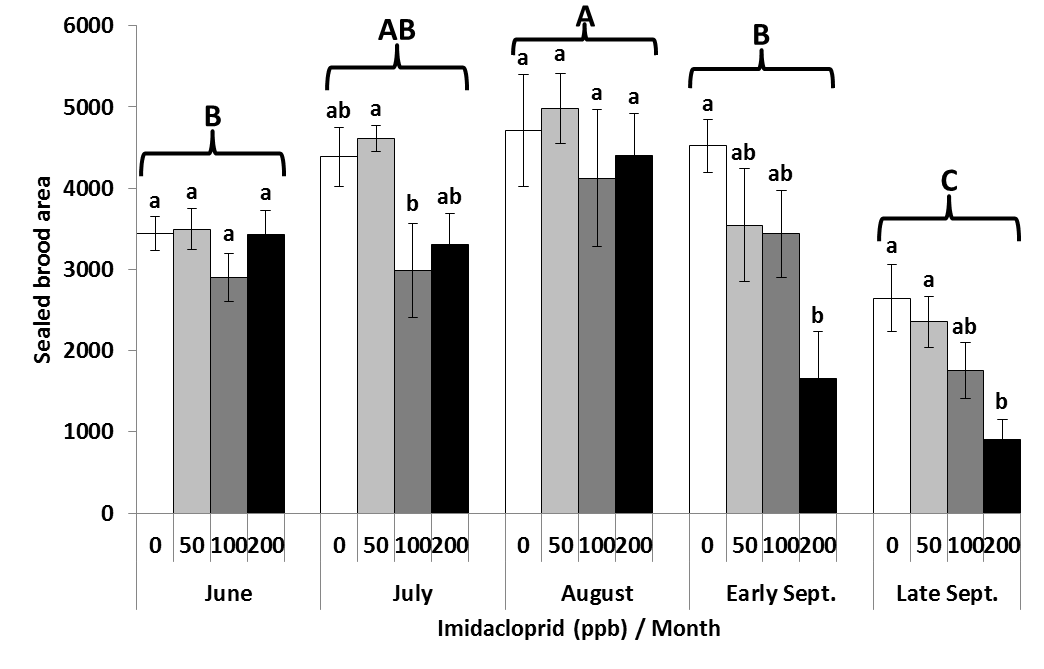 6000
5000
4000
3000
2000
1000
0
Sealed brood area
B
AB
A
B
C
a a a a
ab a b ab
a a a a
a ab ab b
a a ab b
0 50 100 200 0 50 100 200 0 50 100 200 0 50 100 200 0 50 100 200
June July August Early Sept. Late Sept.
Imidacloprid (ppb) / Month